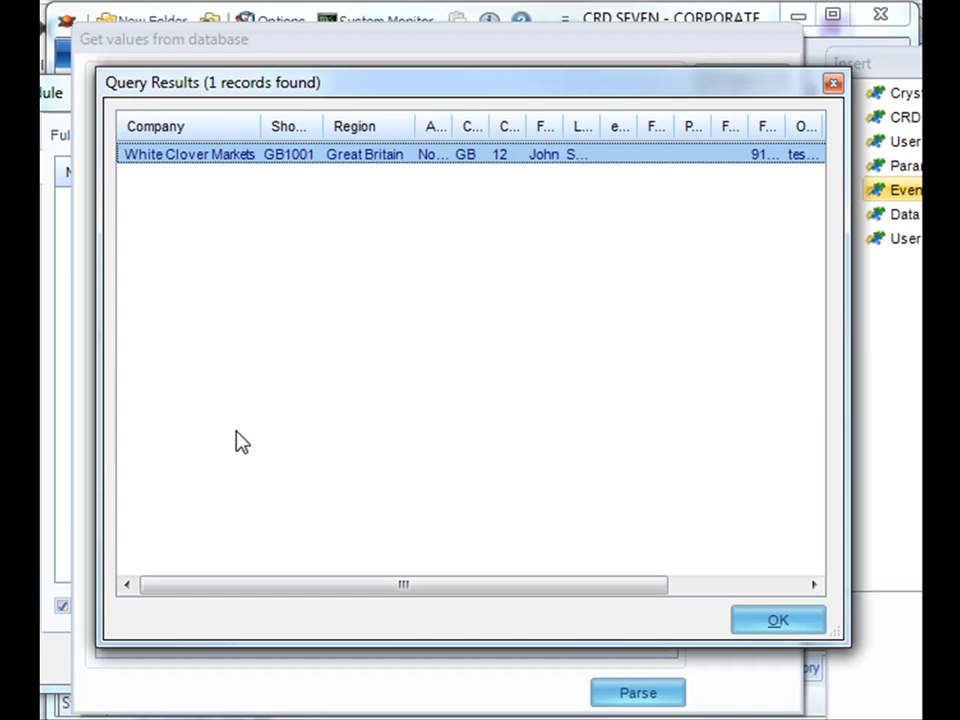 New Folder Options System Monitor CRD SEVEN - CORPORATE
Get values from database
Insert
Query Results (1 records found)
Company Sho... Region A... C... C... F... L... e... F... P... F... F... O...
White Clover Markets GB1001 Great Britain No... GB 12 John S... 91... tes...
Crys
CRD
User
Para
Even
Data
User
ule
Ful
OK
ory
Parse